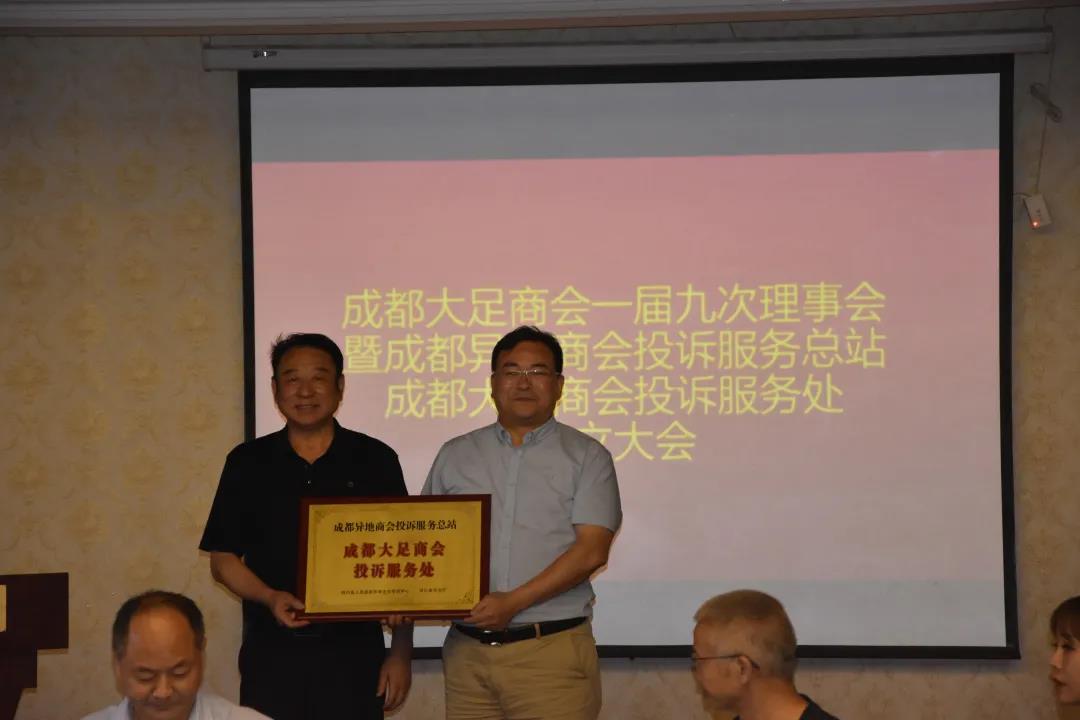 成都大足商会一届九次理事会
暨成都异 商会投诉服务总站
成都大 商会投诉服务处
立大会
成都异地商会投诉服务总站
成都大足商会
投诉服务处